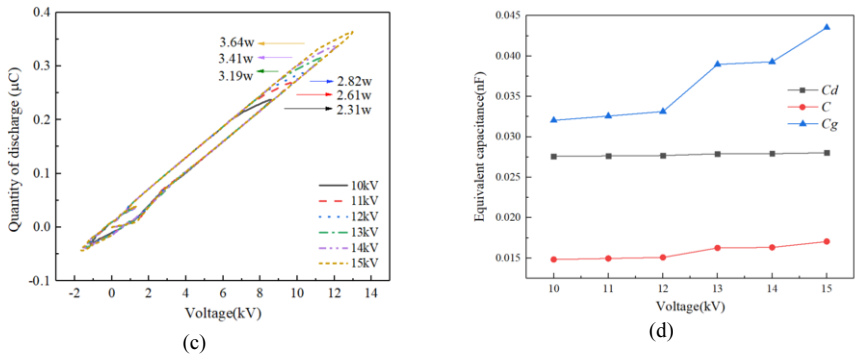 0.4
0.3
0.2
0.1
0.0
-0.1
Quantity of discharge (μC)
3.64w
3.41w
3.19w
2.82w
2.61w
2.31w
10kV
11kV
12kV
13kV
14kV
15kV
-2 0 2 4 6 8 10 12 14
Voltage(kV)
(c)
0.045
0.040
0.035
0.030
0.025
0.020
0.015
Equivalent capacitance(nF)
Cd
C
Cg
10 11 12 13 14 15
Voltage(kV)
(d)